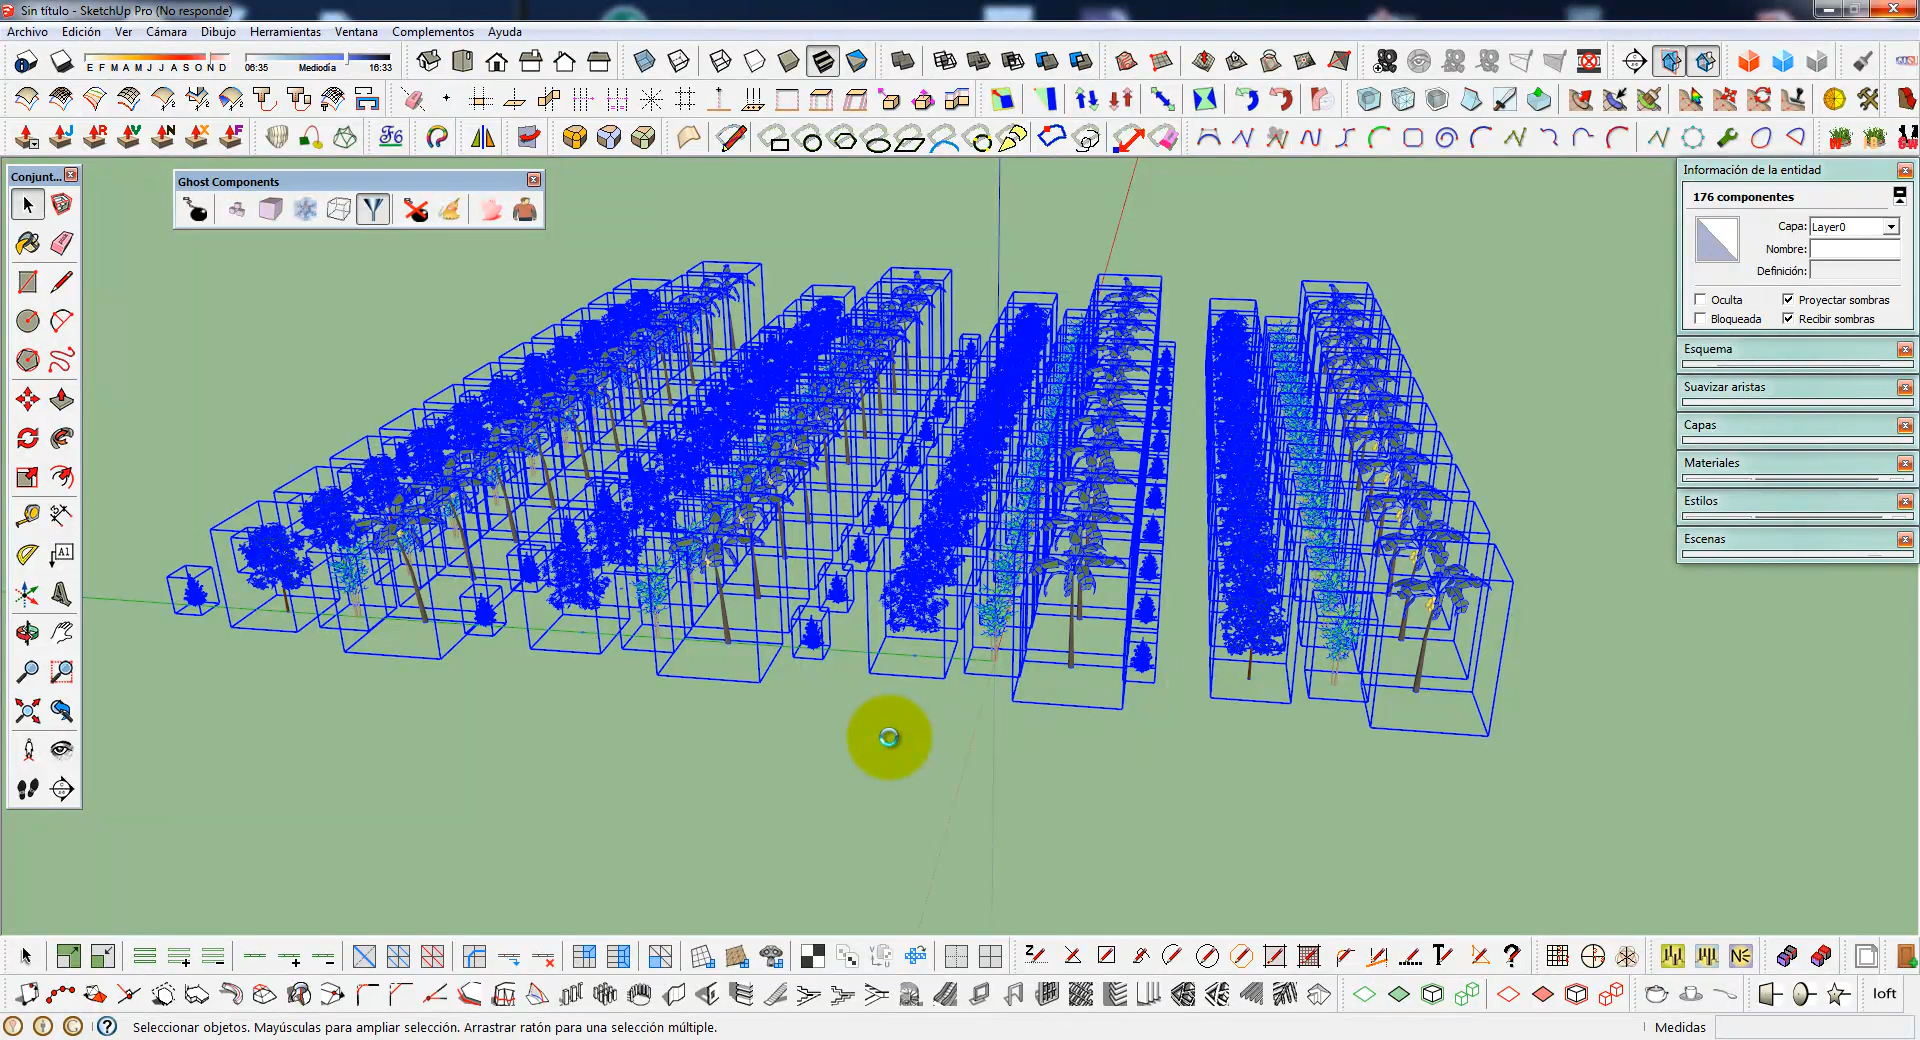 Sin título - SketchUp Pro (No responde)
Archivo Edición Ver Cámara Dibujo Herramientas Ventana Complementos Ayuda
E F M A M J J A S O N D 06:35 Mediodía 16:33
J R V N X F F6
Conjunt...
Ghost Components
Información de la entidad
176 componentes
Capa: Layer0
Nombre:
Definición:
Oculta Proyectar sombras
Bloqueada Recibir sombras
Esquema
Suavizar aristas
Capas
Materiales
Estilos
Escenas
A1
loft
Seleccionar objetos. Mayúsculas para ampliar selección. Arrastrar ratón para una selección múltiple.
Medidas